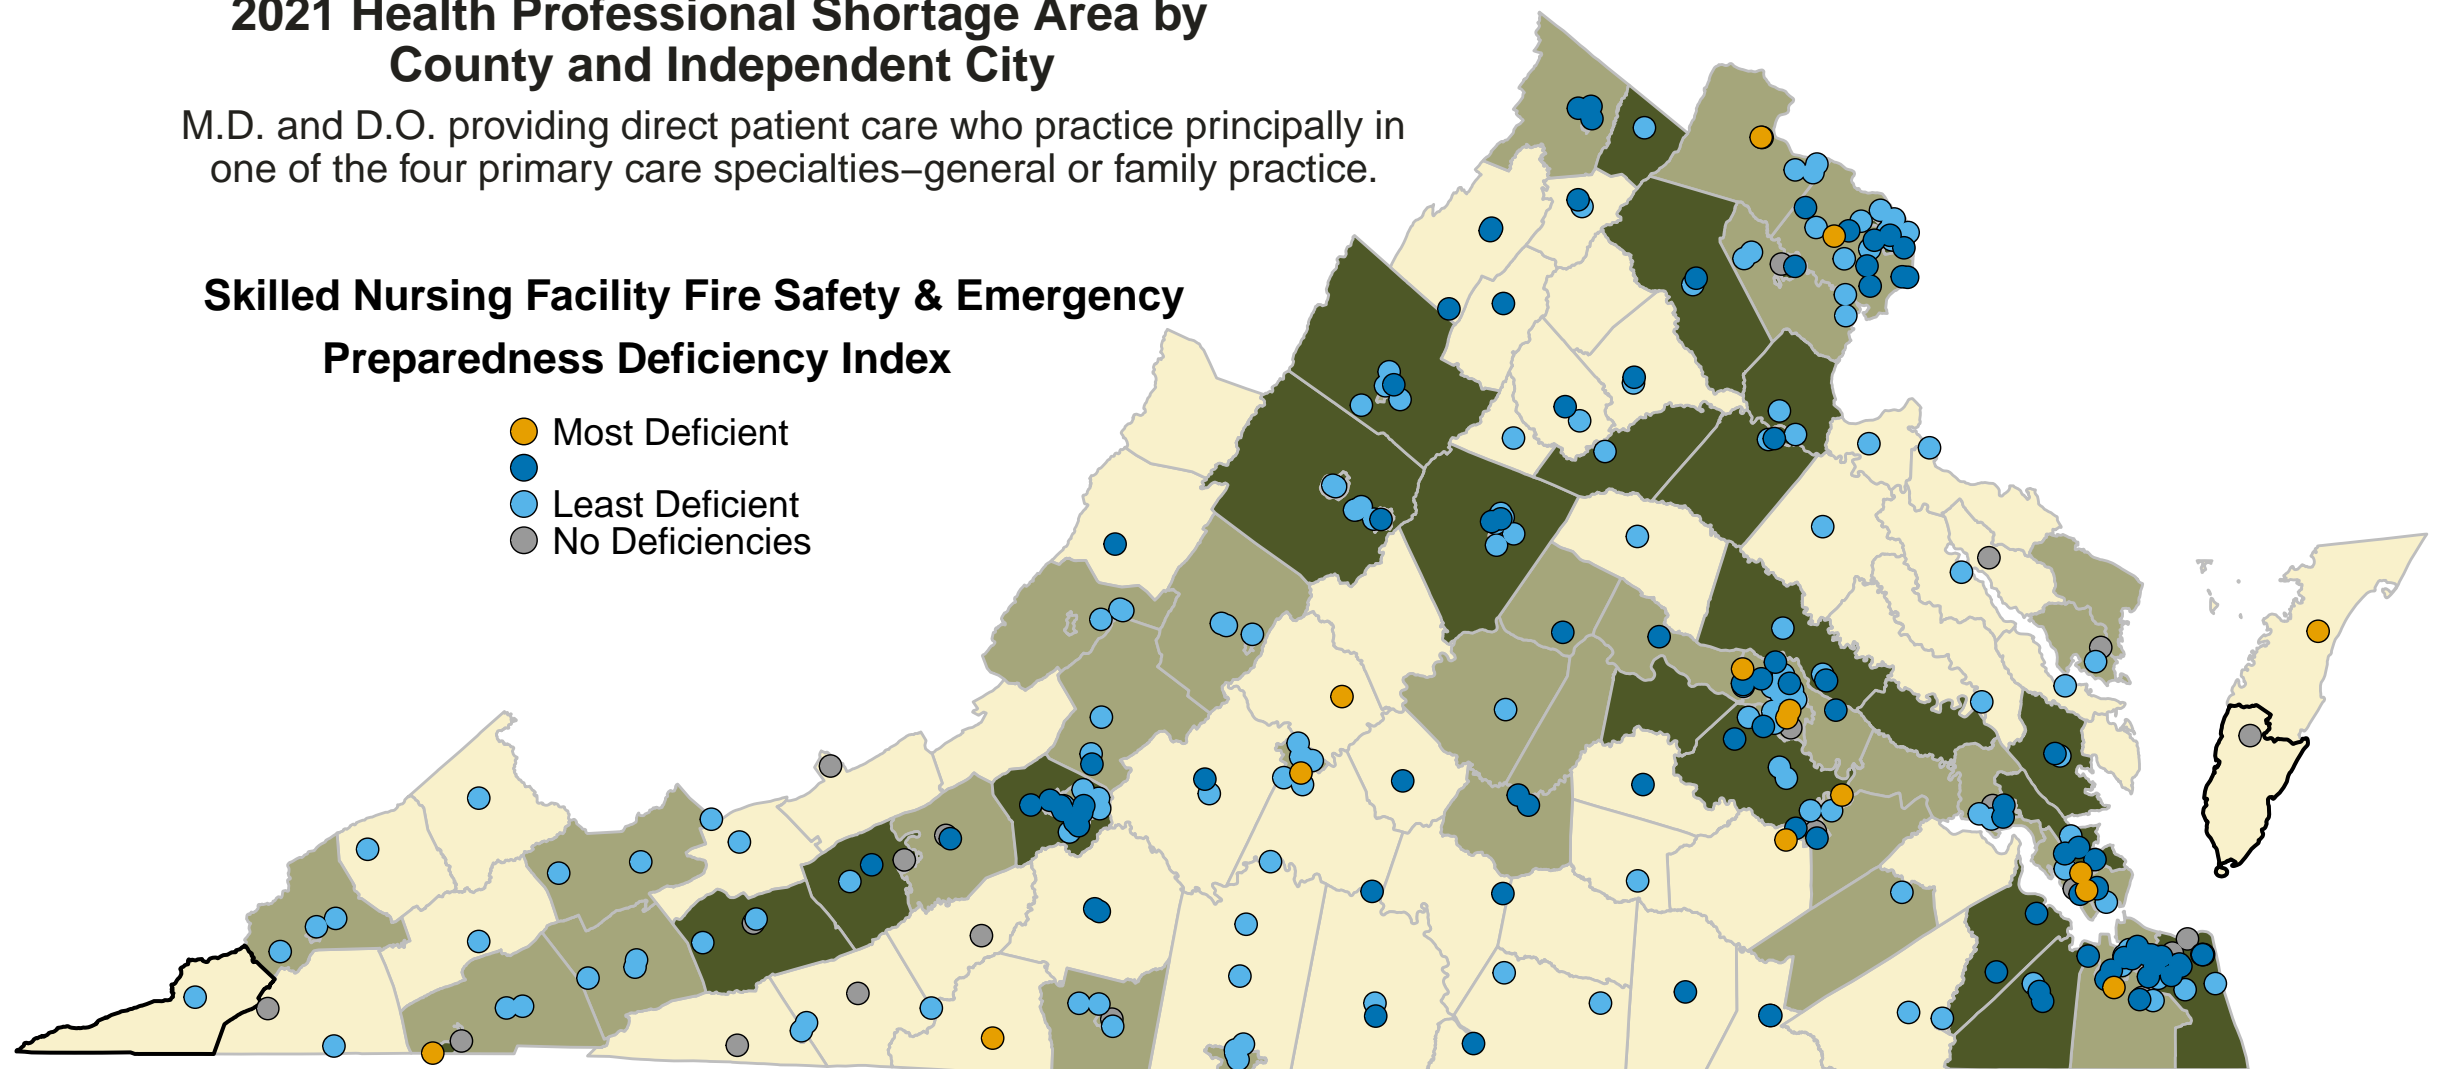 2021 Health Professional Shortage Area by
County and Independent City
M.D. and D.O. providing direct patient care who practice principally in
one of the four primary care specialties–general or family practice.
Skilled Nursing Facility Fire Safety & Emergency
Preparedness Deficiency Index
Most Deficient
Least Deficient
No Deficiencies